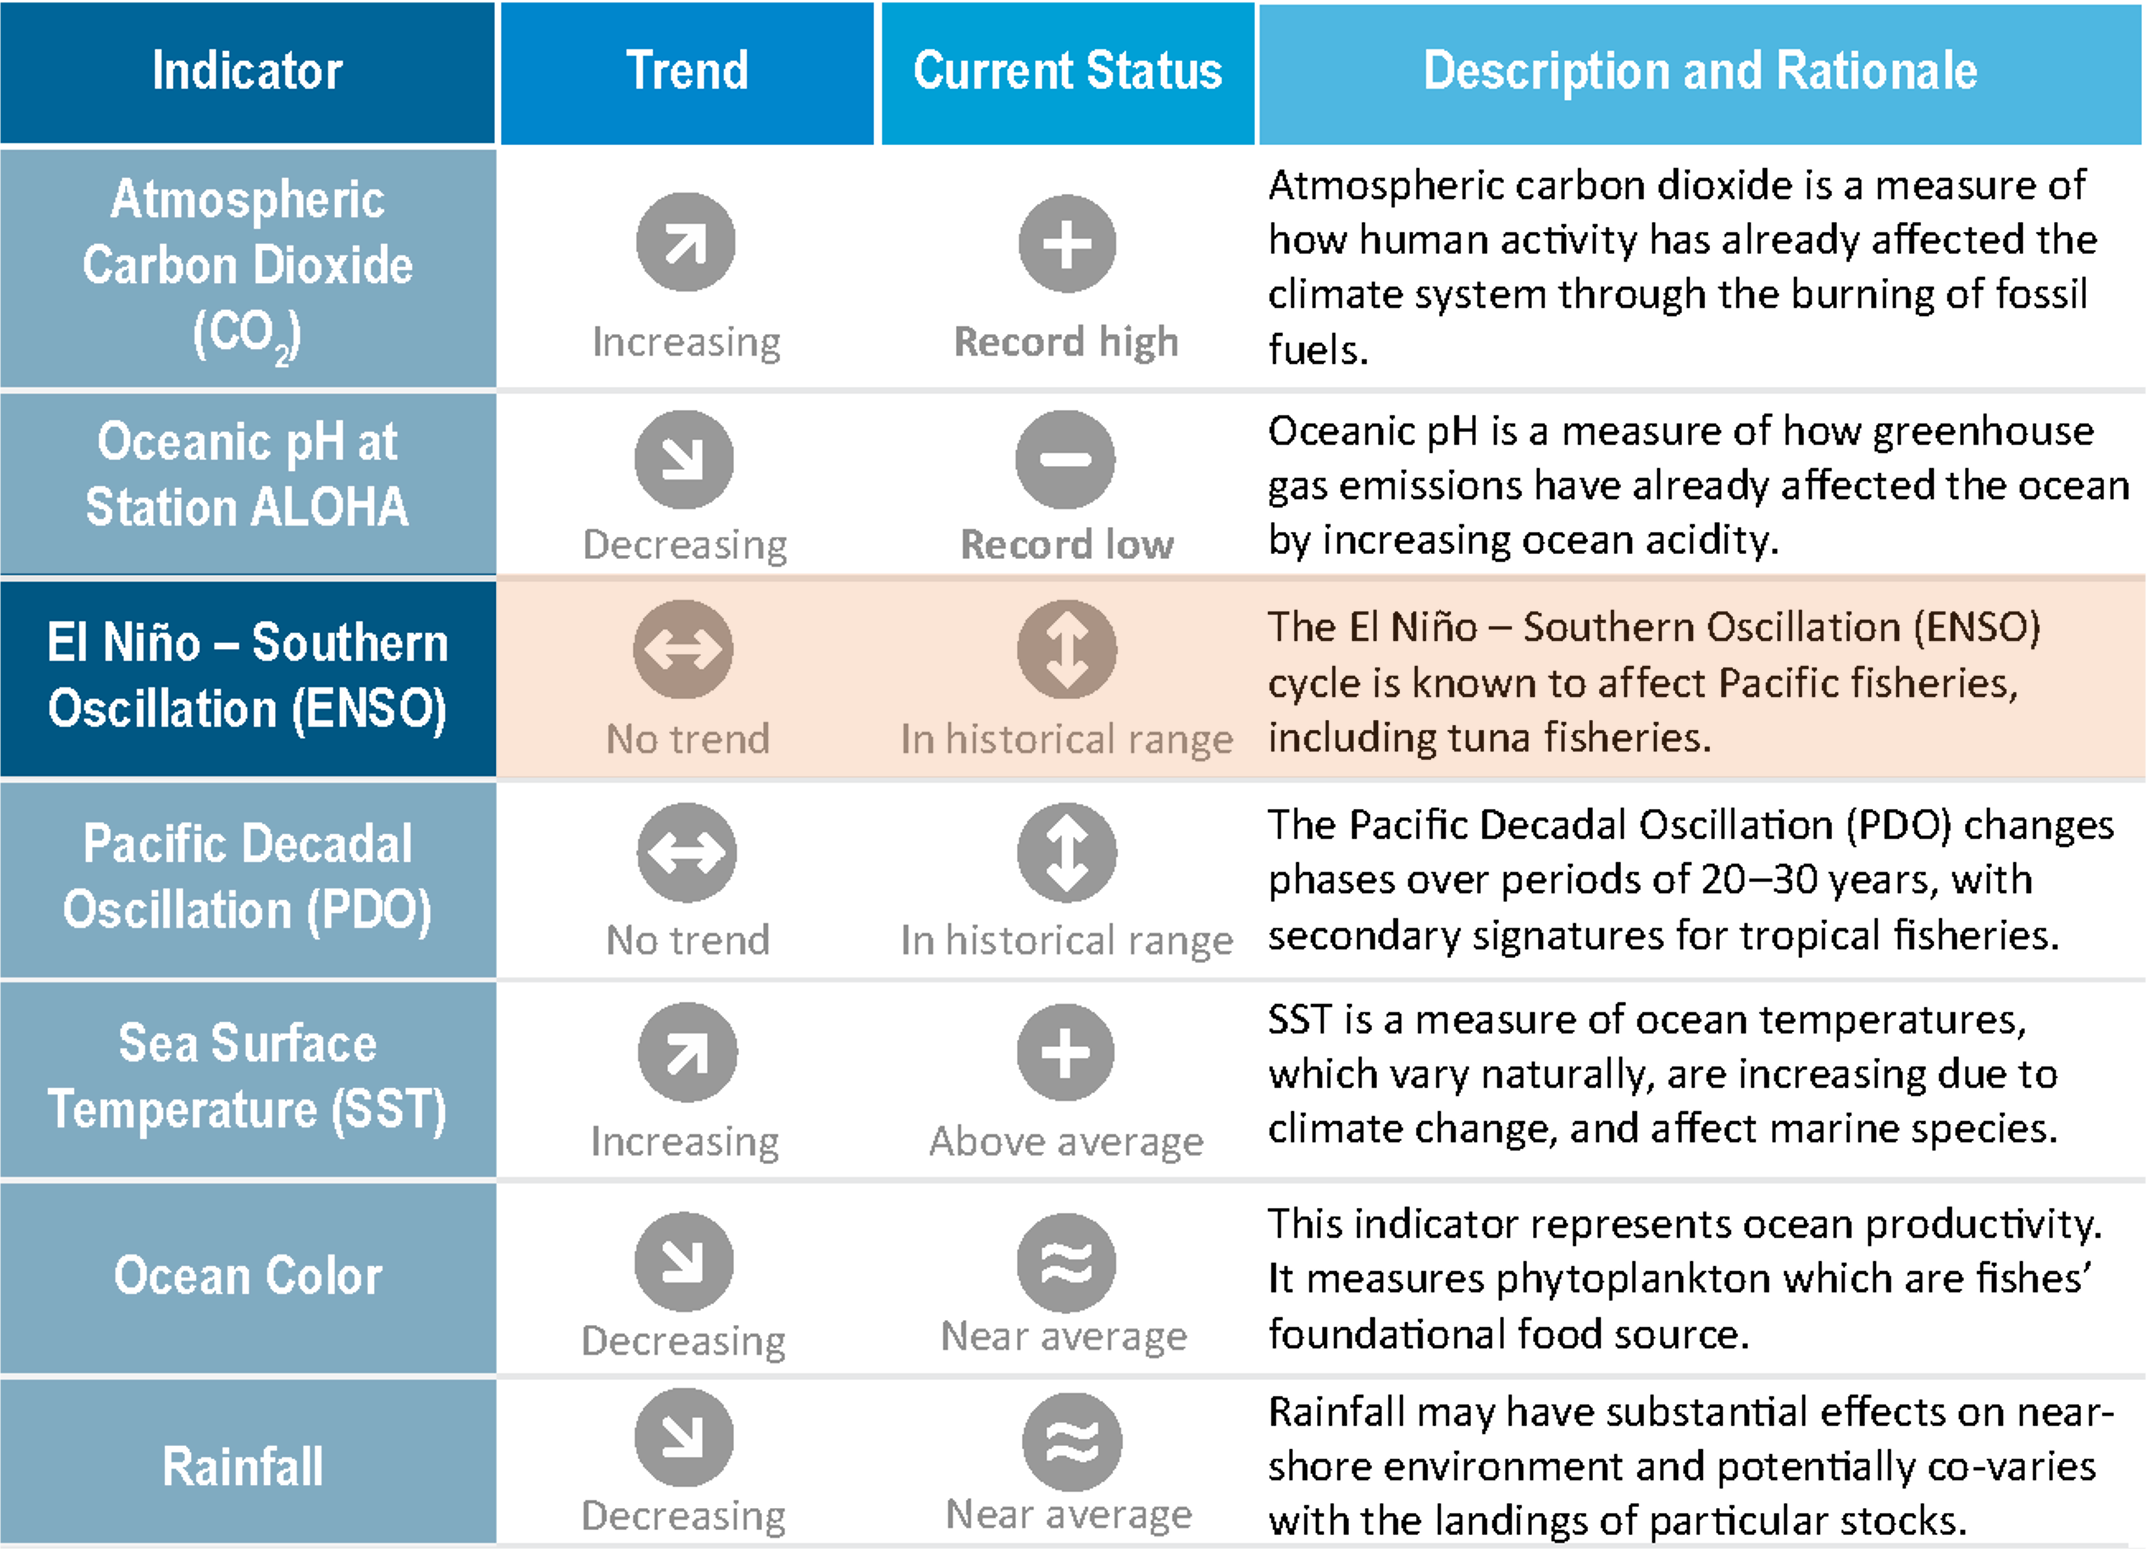 Indicator
Trend
Current Status
Description and Rationale
Atmospheric
Carbon Dioxide
(CO₂)
Increasing
Record high
Atmospheric carbon dioxide is a measure of
how human activity has already affected the
climate system through the burning of fossil
fuels.
Oceanic pH at
Station ALOHA
Decreasing
Record low
Oceanic pH is a measure of how greenhouse
gas emissions have already affected the ocean
by increasing ocean acidity.
El Niño – Southern
Oscillation (ENSO)
No trend
In historical range
The El Niño – Southern Oscillation (ENSO)
cycle is known to affect Pacific fisheries,
including tuna fisheries.
Pacific Decadal
Oscillation (PDO)
No trend
In historical range
The Pacific Decadal Oscillation (PDO) changes
phases over periods of 20–30 years, with
secondary signatures for tropical fisheries.
Sea Surface
Temperature (SST)
Increasing
Above average
SST is a measure of ocean temperatures,
which vary naturally, are increasing due to
climate change, and affect marine species.
Ocean Color
Decreasing
Near average
This indicator represents ocean productivity.
It measures phytoplankton which are fishes’
foundational food source.
Rainfall
Decreasing
Near average
Rainfall may have substantial effects on near-
shore environment and potentially co-varies
with the landings of particular stocks.